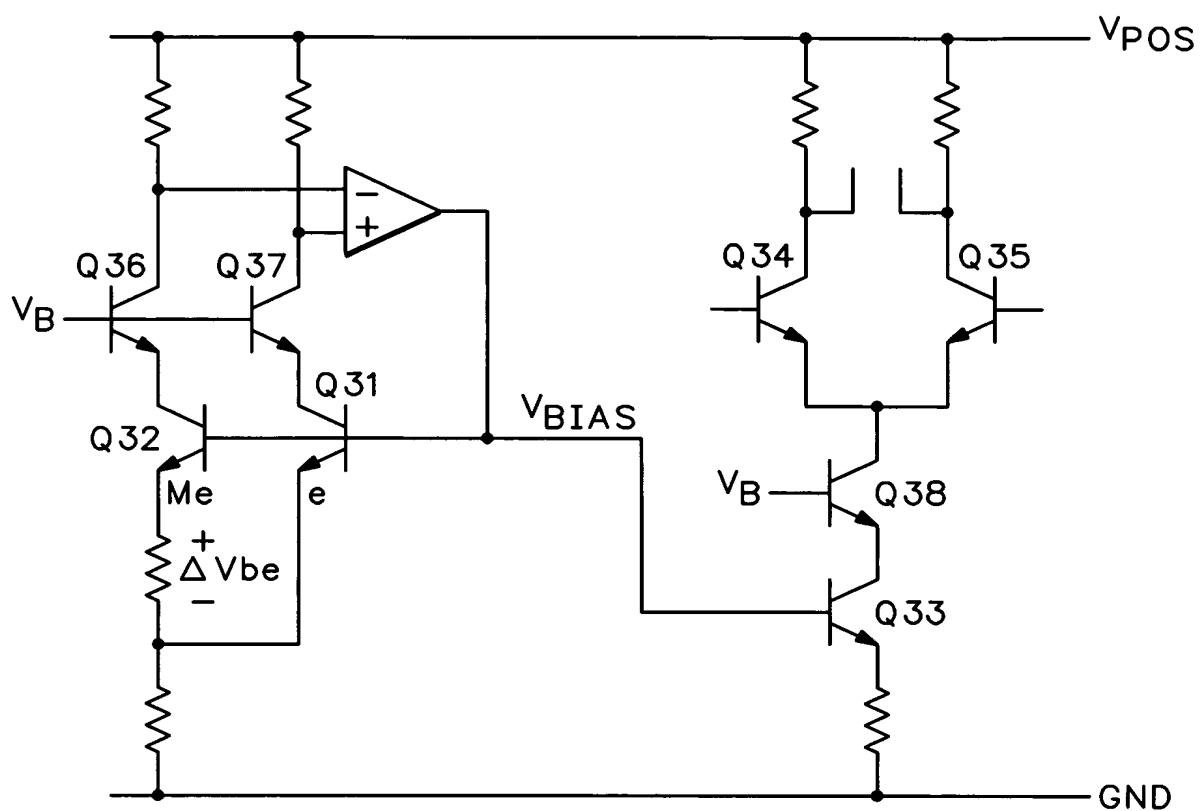 VPOS
−
+
Q36
Q37
Q34
Q35
VB
Q31
VBIAS
Q32
Me
e
VB
Q38
+
ΔVbe
−
Q33
GND